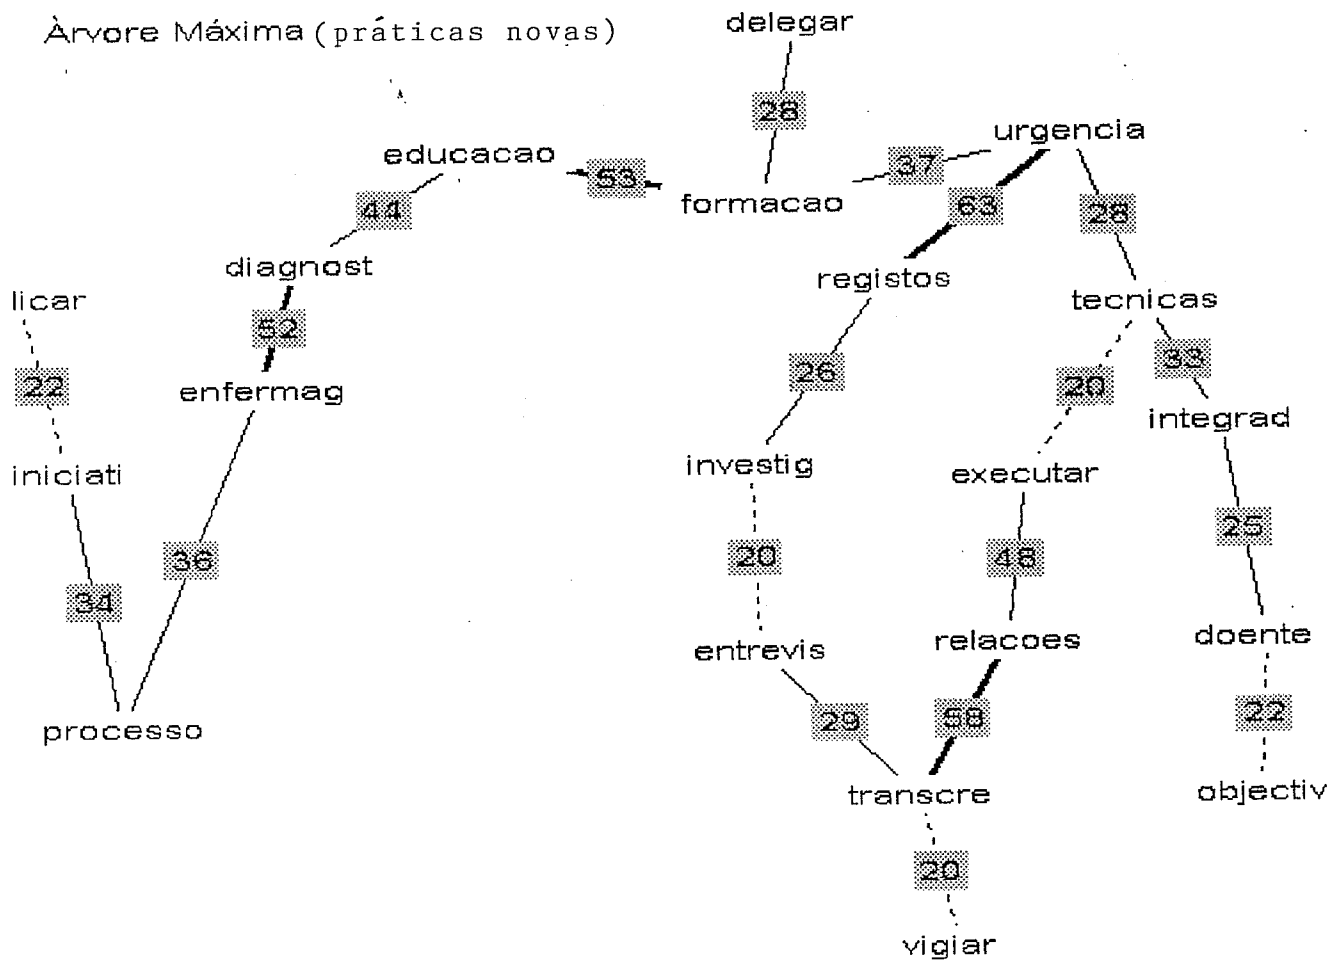 Àrvore Máxima (práticas novas)
delegar
28
urgencia
educacao
53
37
formacao
63
28
44
diagnost
registos
tecnicas
licar
52
26
33
22
20
enfermag
integrad
iniciati
investig
executar
25
36
20
48
34
entrevis
relacoes
doente
processo
29
58
22
transcre
objectiv
20
vigiar